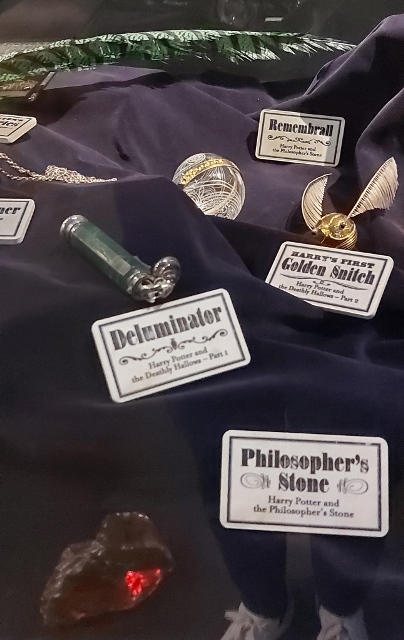 Remembrall
Harry Potter and
the Philosopher's Stone
HARRY'S FIRST
Golden Snitch
Harry Potter and
the Deathly Hallows – Part 2
Deluminator
Harry Potter and
the Deathly Hallows – Part 1
Philosopher's
Stone
Harry Potter and
the Philosopher's Stone